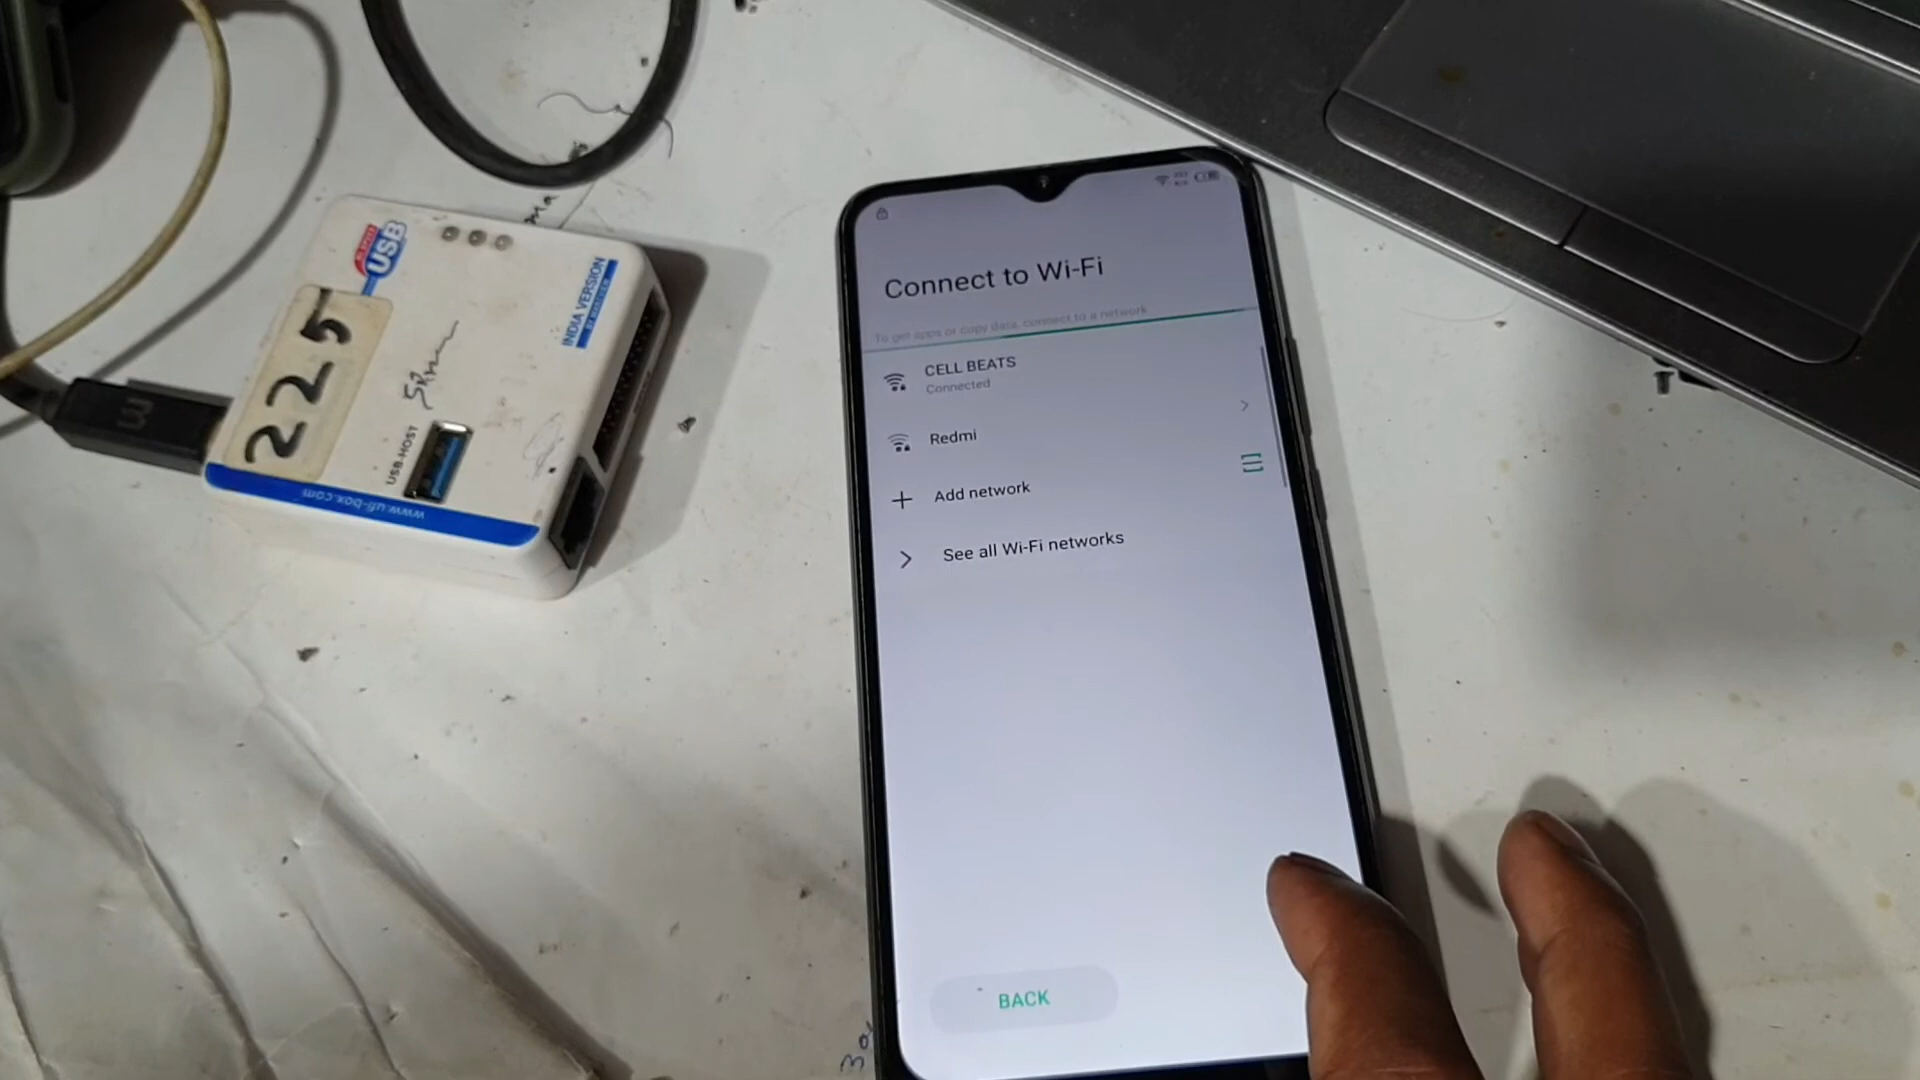 USB
INDIA VERSION
225
USB-HOST
www.ufi-box.com
ma
Connect to Wi-Fi
To get apps or copy data, connect to a network
CELL BEATS
Connected
Redmi
Add network
See all Wi-Fi networks
BACK